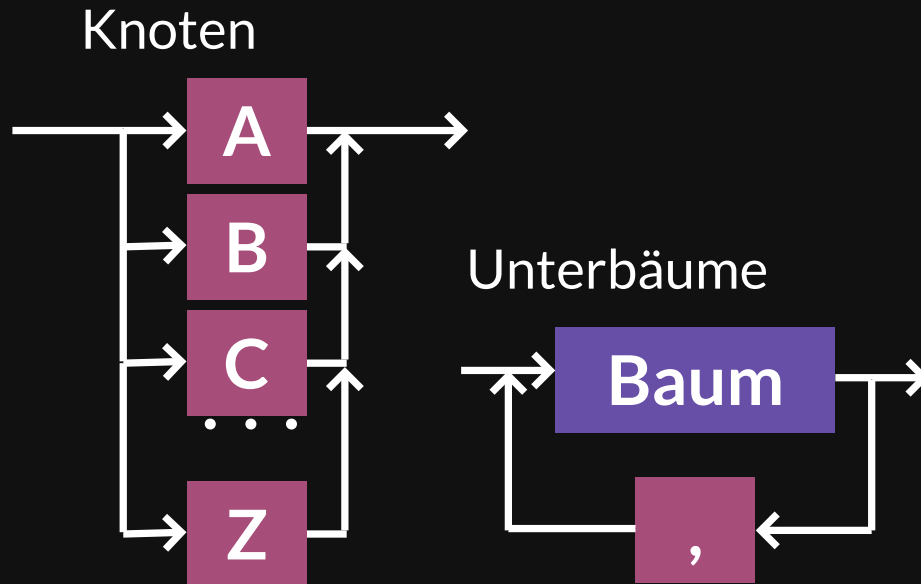 Knoten
A
B
C
. . .
Z
Unterbäume
Baum
,